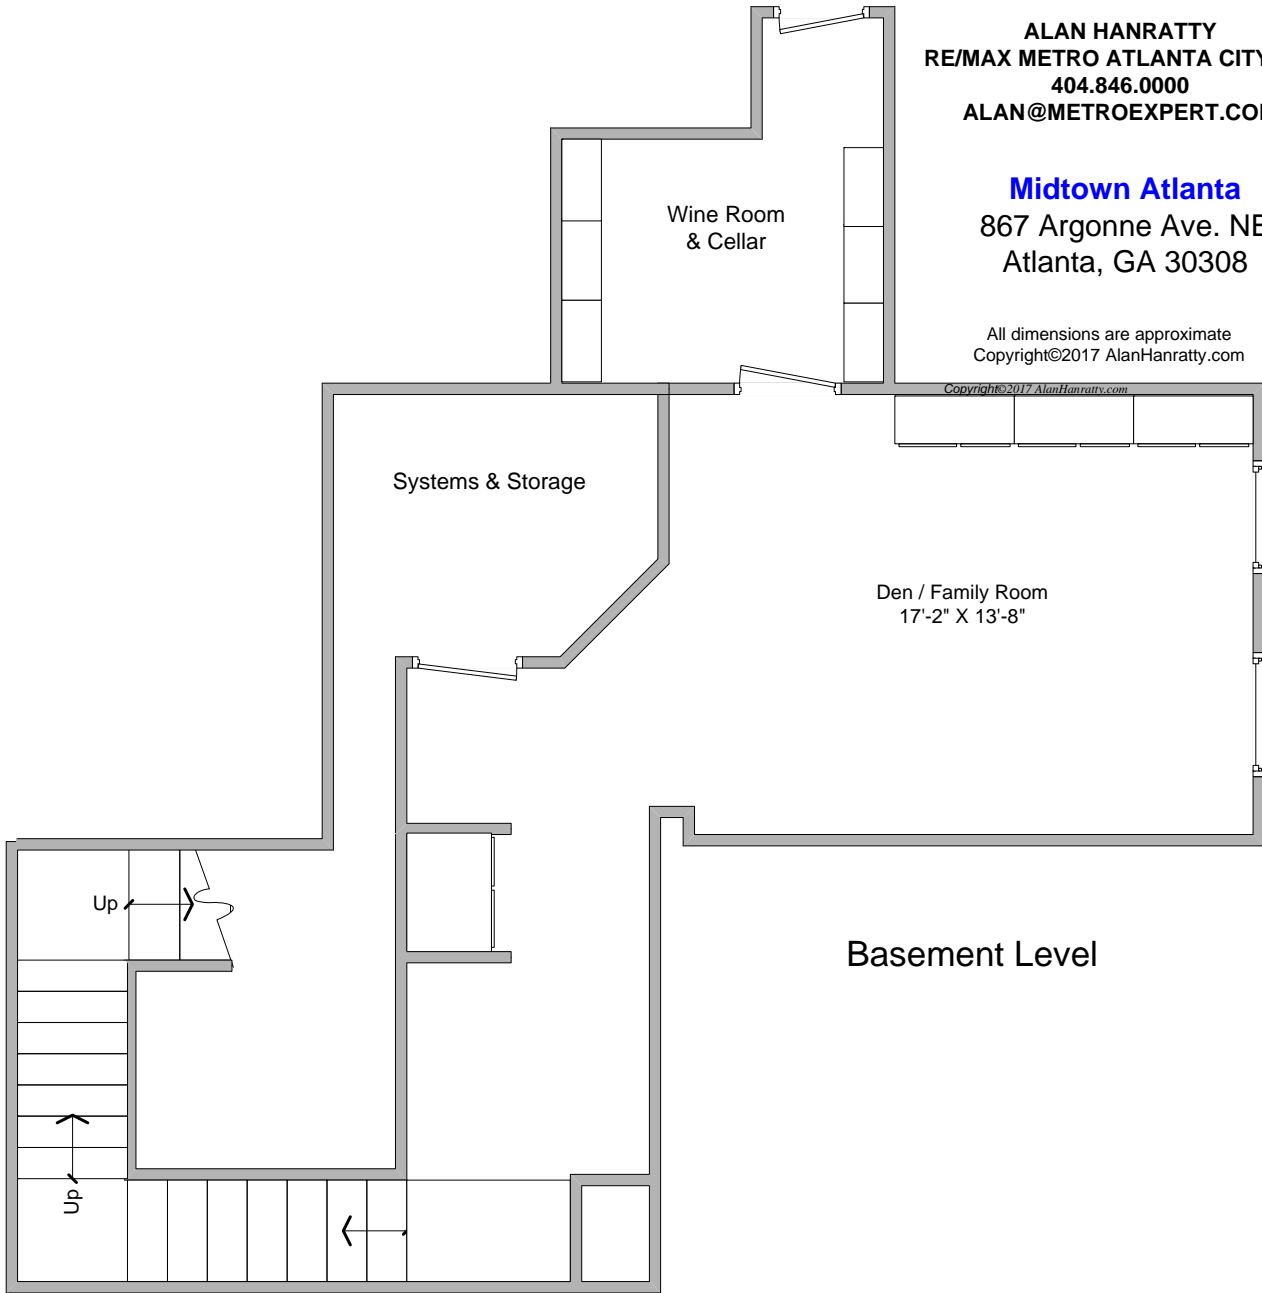 ALAN HANRATTY
RE/MAX METRO ATLANTA CITY
404.846.0000
ALAN@METROEXPERT.CO
Midtown Atlanta
867 Argonne Ave. NE
Atlanta, GA 30308
All dimensions are approximate
Copyright©2017 AlanHanratty.com
Copyright©2017 AlanHanratty.com
Wine Room
& Cellar
Systems & Storage
Den / Family Room
17'-2" X 13'-8"
Up
Basement Level
Up